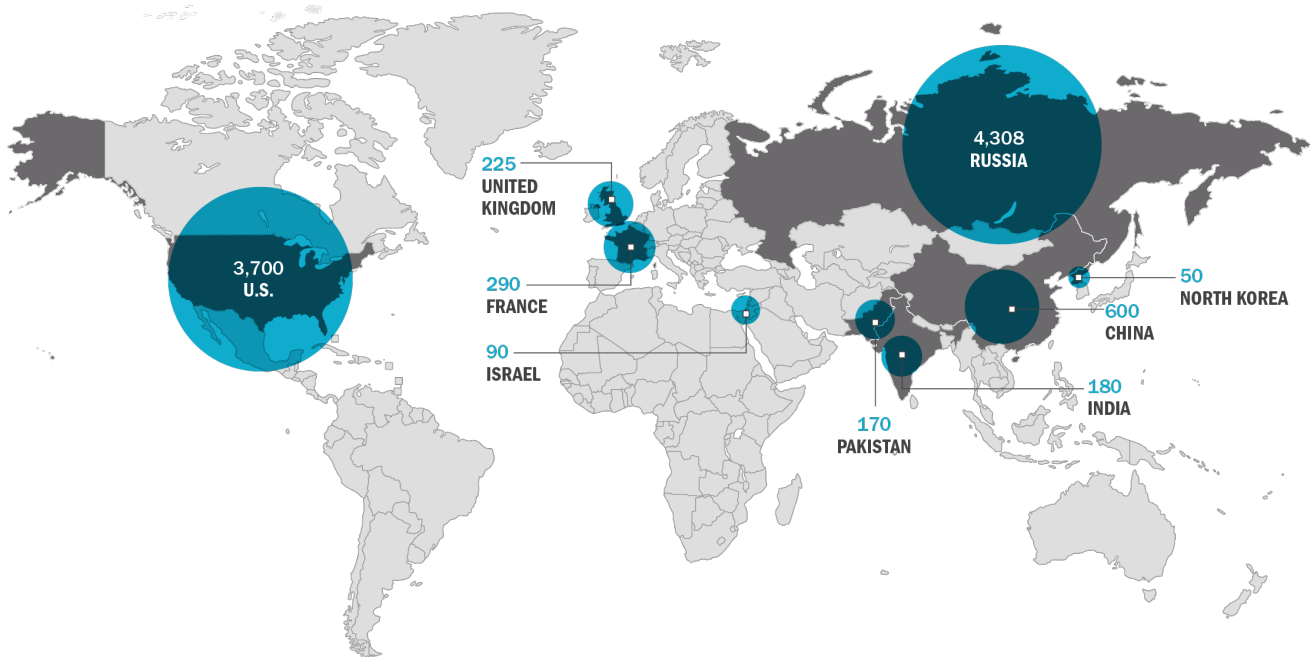 4,308
RUSSIA
225
UNITED
KINGDOM
3,700
U.S.
290
FRANCE
50
NORTH KOREA
600
CHINA
90
ISRAEL
180
INDIA
170
PAKISTAN